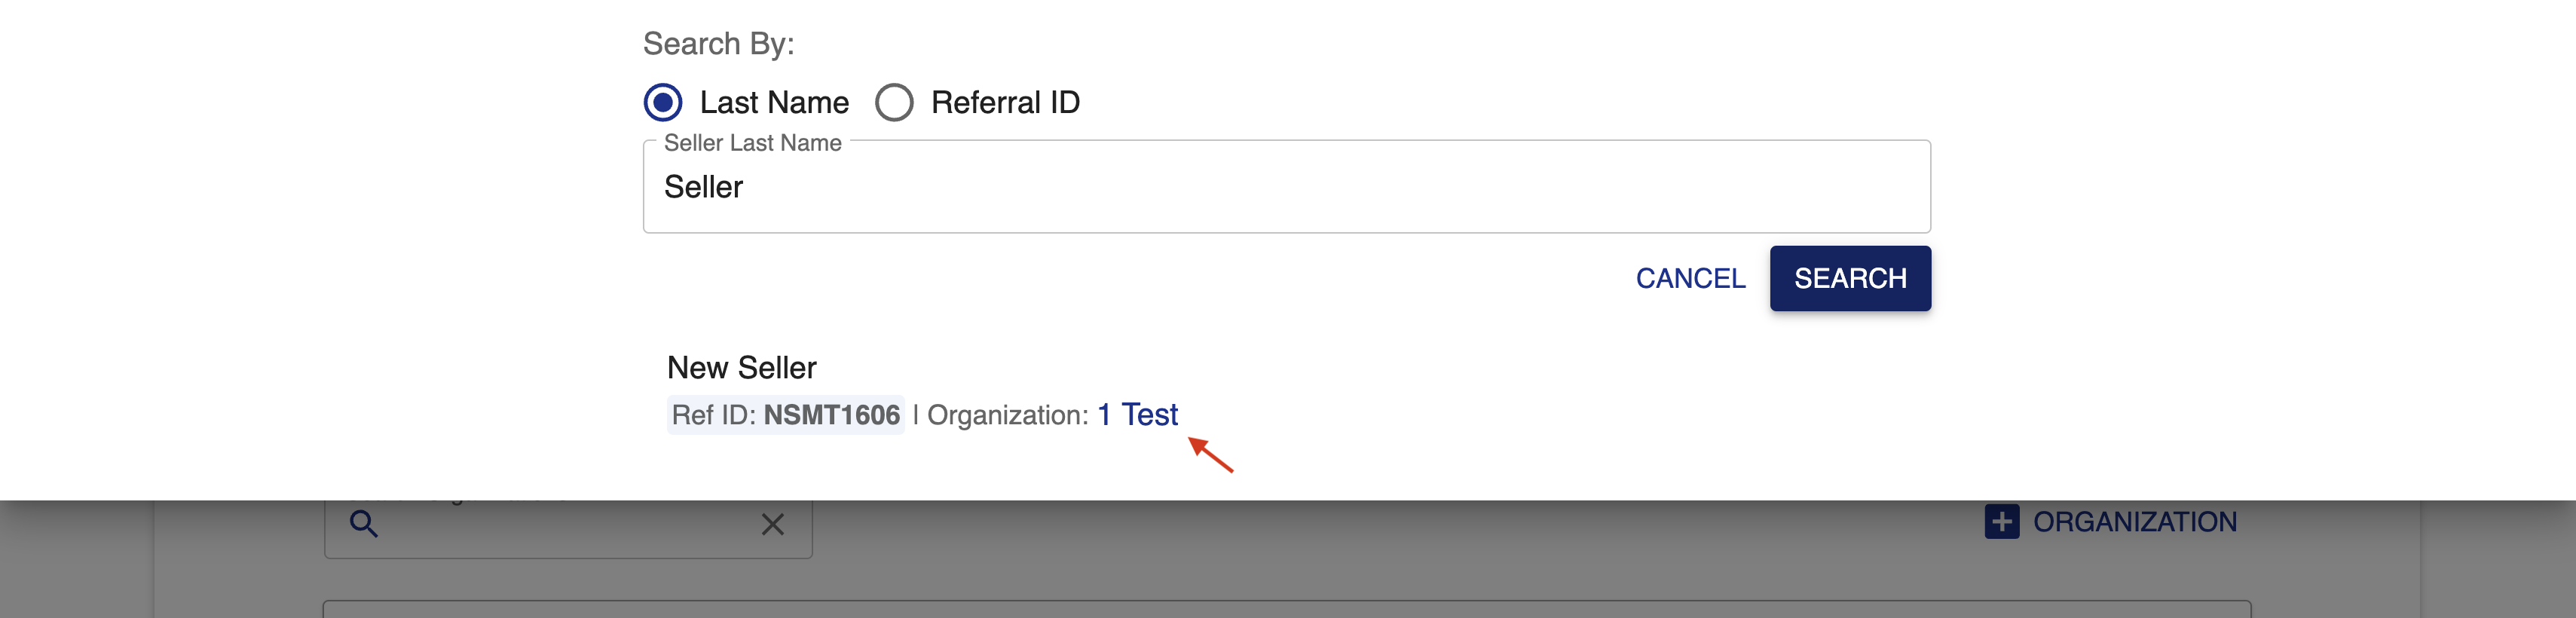 Search By:
Last Name Referral ID
Seller Last Name
Seller
CANCEL SEARCH
New Seller
Ref ID: NSMT1606 | Organization: 1 Test
ORGANIZATION